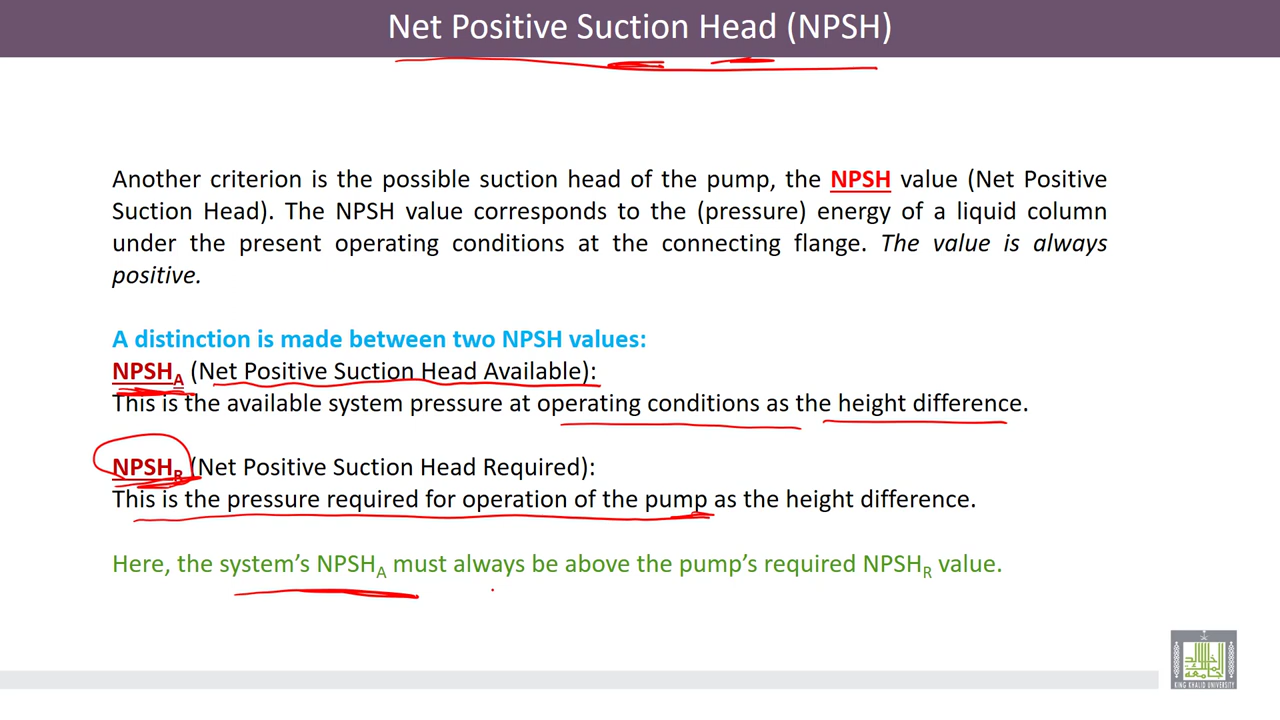 Net Positive Suction Head (NPSH)
Another criterion is the possible suction head of the pump, the NPSH value (Net Positive
Suction Head). The NPSH value corresponds to the (pressure) energy of a liquid column
under the present operating conditions at the connecting flange. The value is always
positive.
A distinction is made between two NPSH values:
NPSHA (Net Positive Suction Head Available):
This is the available system pressure at operating conditions as the height difference.
NPSHR (Net Positive Suction Head Required):
This is the pressure required for operation of the pump as the height difference.
Here, the system’s NPSHA must always be above the pump’s required NPSHR value.
KING KHALID UNIVERSITY